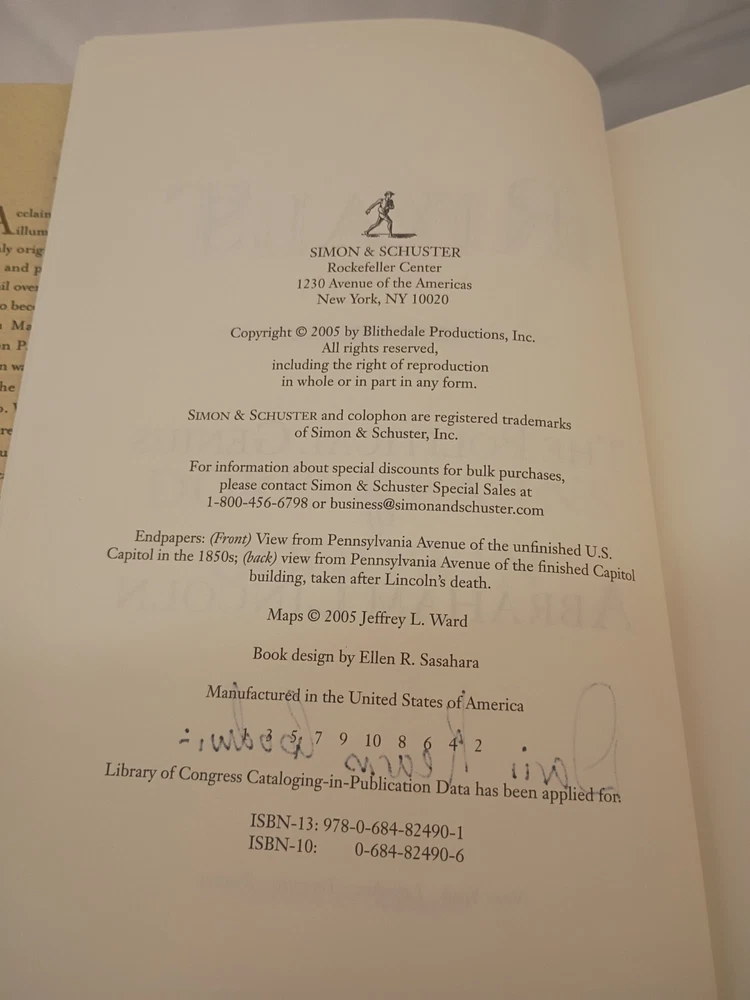 SIMON & SCHUSTER
Rockefeller Center
1230 Avenue of the Americas
New York, NY 10020
Copyright © 2005 by Blithedale Productions, Inc.
All rights reserved,
including the right of reproduction
in whole or in part in any form.
SIMON & SCHUSTER and colophon are registered trademarks
of Simon & Schuster, Inc.
For information about special discounts for bulk purchases,
please contact Simon & Schuster Special Sales at
1-800-456-6798 or business@simonandschuster.com
Endpapers: (Front) View from Pennsylvania Avenue of the unfinished U.S.
Capitol in the 1850s; (back) view from Pennsylvania Avenue of the finished Capitol
building, taken after Lincoln's death.
Maps © 2005 Jeffrey L. Ward
Book design by Ellen R. Sasahara
Manufactured in the United States of America
1 3 5 7 9 10 8 6 4 2
Library of Congress Cataloging-in-Publication Data has been applied for.
ISBN-13: 978-0-684-82490-1
ISBN-10: 0-684-82490-6